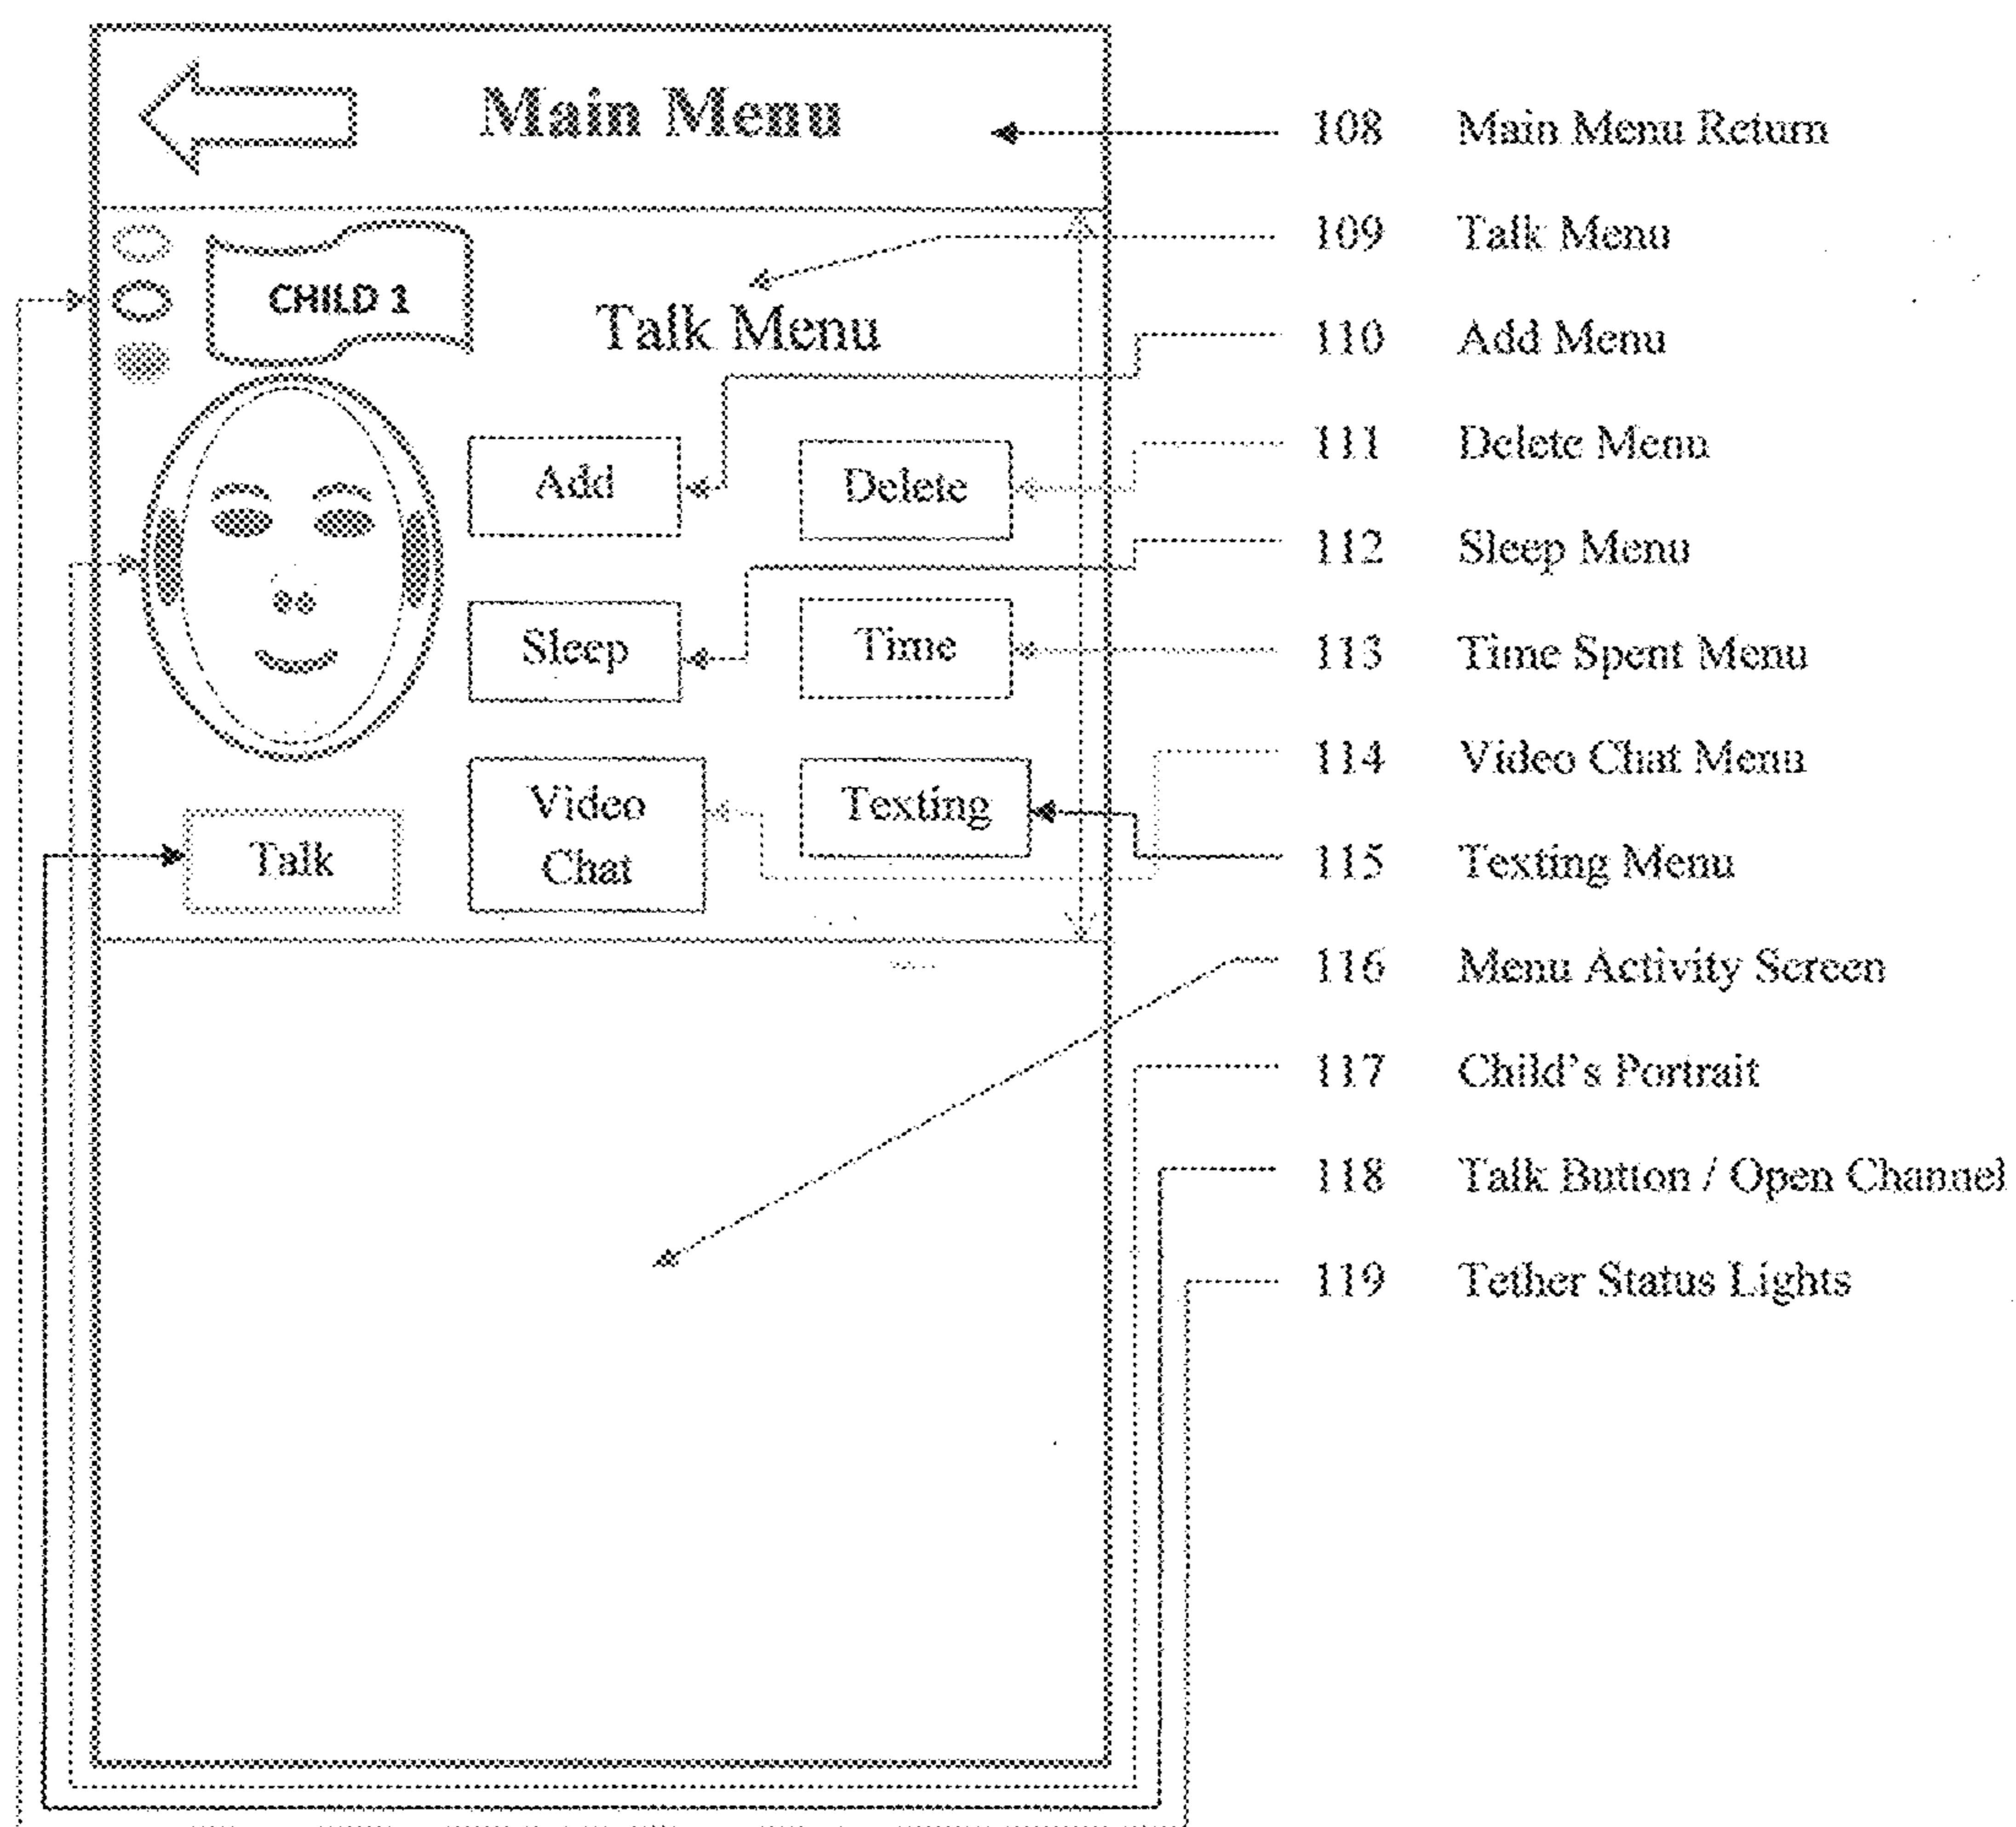 Main Menu
CHILD 1
Talk Menu
Add
Delete
Sleep
Time
Video
Chat
Texting
Talk
108 Main Menu Return
109 Talk Menu
110 Add Menu
111 Delete Menu
112 Sleep Menu
113 Time Spent Menu
114 Video Chat Menu
115 Texting Menu
116 Menu Activity Screen
117 Child's Portrait
118 Talk Button / Open Channel
119 Tether Status Lights